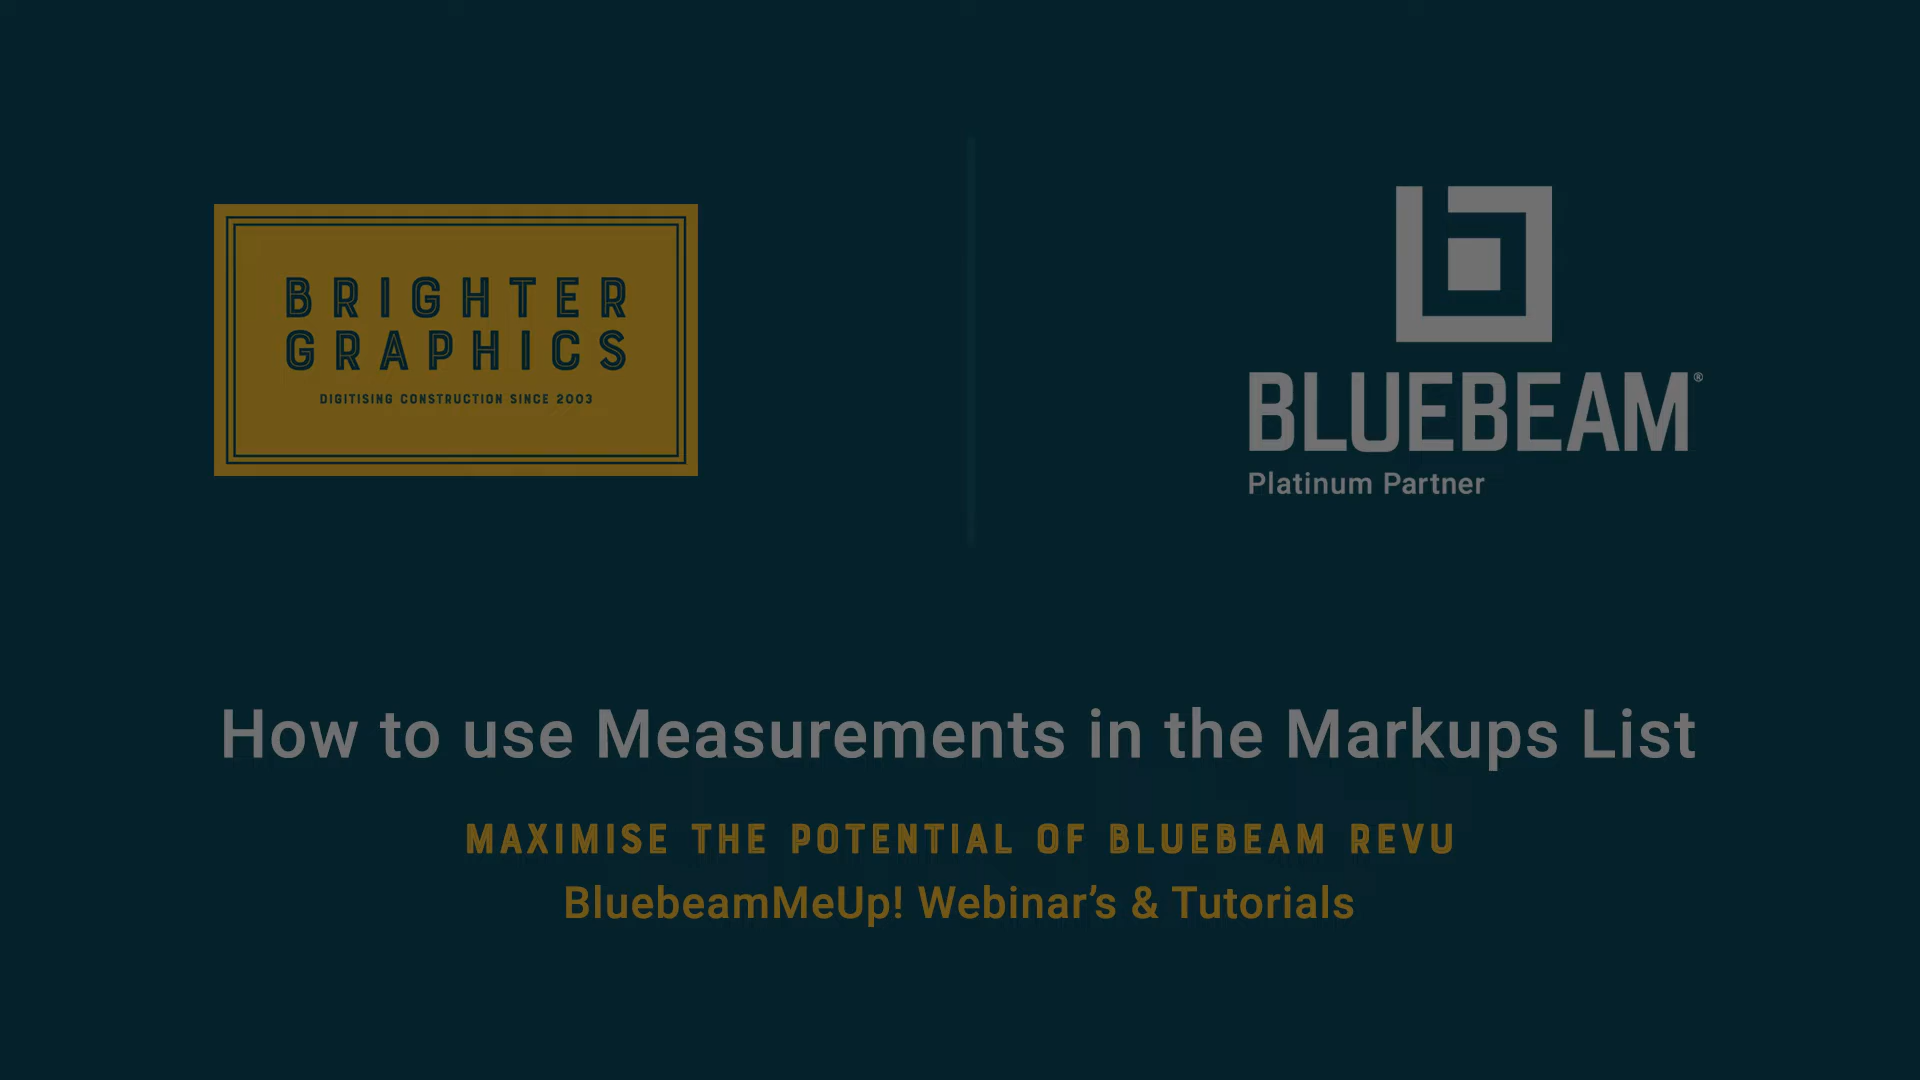 BRIGHTER
GRAPHICS
DIGITISING CONSTRUCTION SINCE 2003
BLUEBEAM®
Platinum Partner
How to use Measurements in the Markups List
MAXIMISE THE POTENTIAL OF BLUEBEAM REVU
BluebeamMeUp! Webinar’s & Tutorials